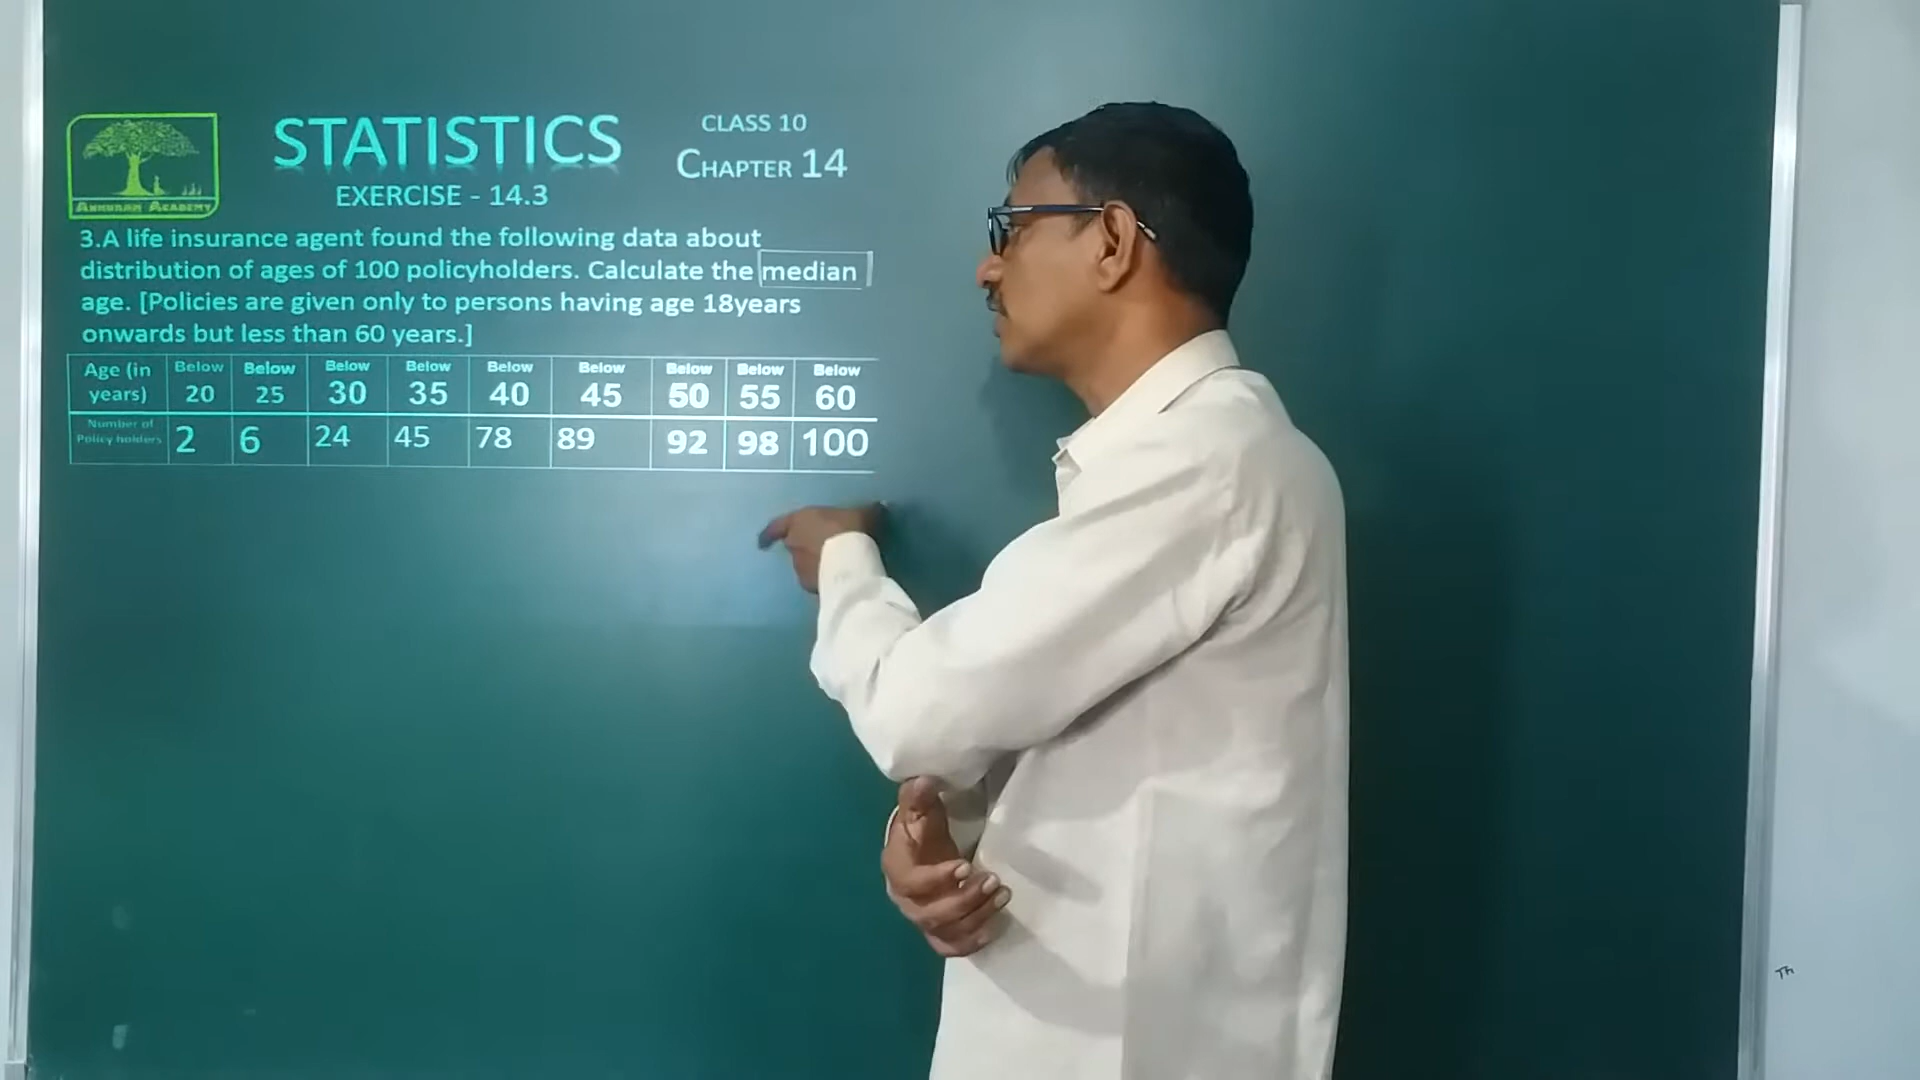 STATISTICS
EXERCISE - 14.3
CLASS 10
CHAPTER 14
ANKURAM ACADEMY
3.A life insurance agent found the following data about
distribution of ages of 100 policyholders. Calculate the median
age. [Policies are given only to persons having age 18years
onwards but less than 60 years.]
Age (in years) Below 20 Below 25 Below 30 Below 35 Below 40 Below 45 Below 50 Below 55 Below 60
Number of Policy holders 2 6 24 45 78 89 92 98 100